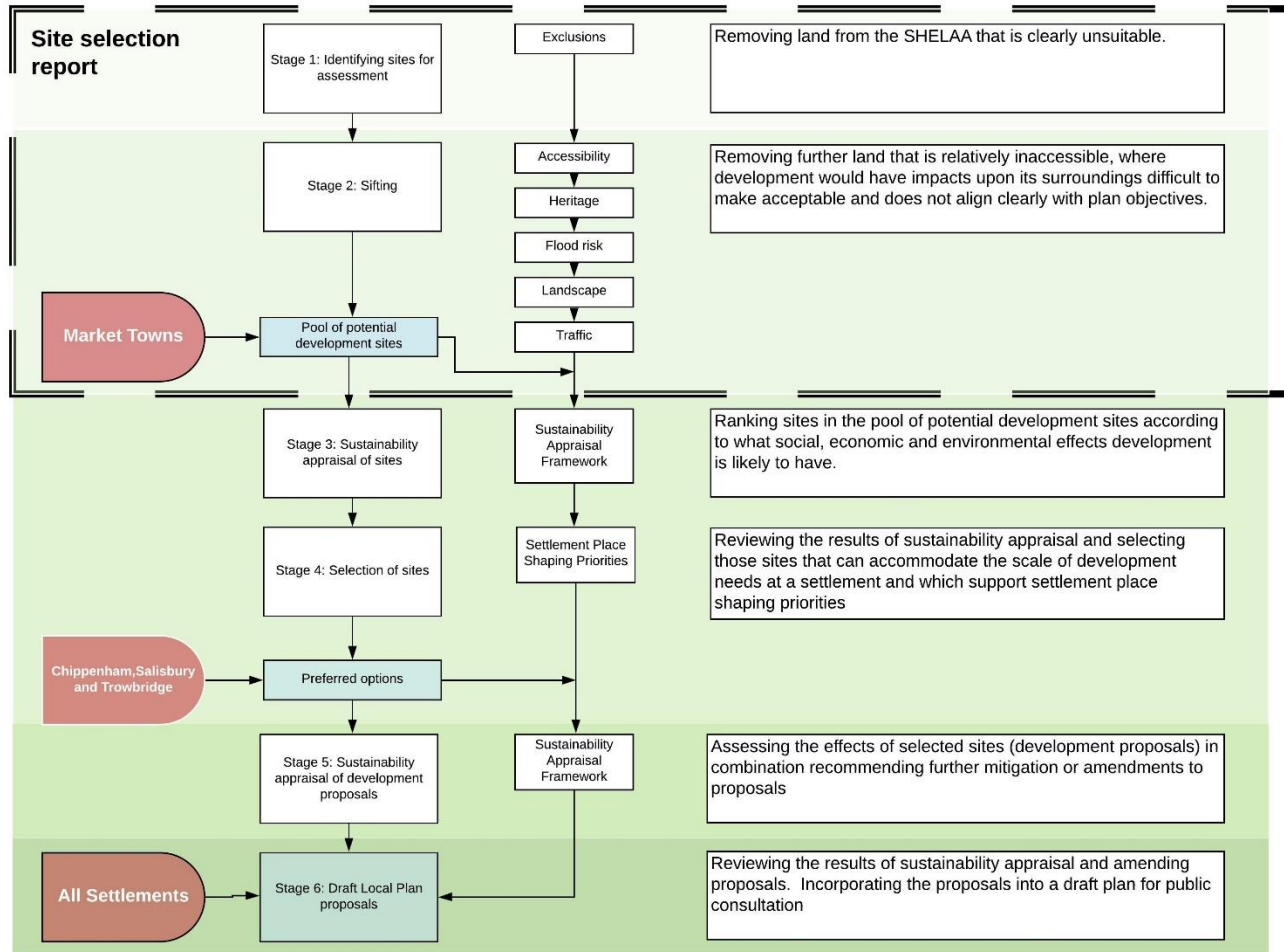 Site selection
report
Stage 1: Identifying sites for
assessment
Exclusions
Removing land from the SHELAA that is clearly unsuitable.
Stage 2: Sifting
Accessibility
Heritage
Flood risk
Landscape
Traffic
Removing further land that is relatively inaccessible, where
development would have impacts upon its surroundings difficult to
make acceptable and does not align clearly with plan objectives.
Market Towns
Pool of potential
development sites
Stage 3: Sustainability
appraisal of sites
Sustainability
Appraisal
Framework
Ranking sites in the pool of potential development sites according
to what social, economic and environmental effects development
is likely to have.
Stage 4: Selection of sites
Settlement Place
Shaping Priorities
Reviewing the results of sustainability appraisal and selecting
those sites that can accommodate the scale of development
needs at a settlement and which support settlement place
shaping priorities
Chippenham,Salisbury
and Trowbridge
Preferred options
Stage 5: Sustainability
appraisal of development
proposals
Sustainability
Appraisal
Framework
Assessing the effects of selected sites (development proposals) in
combination recommending further mitigation or amendments to
proposals
All Settlements
Stage 6: Draft Local Plan
proposals
Reviewing the results of sustainability appraisal and amending
proposals.  Incorporating the proposals into a draft plan for public
consultation